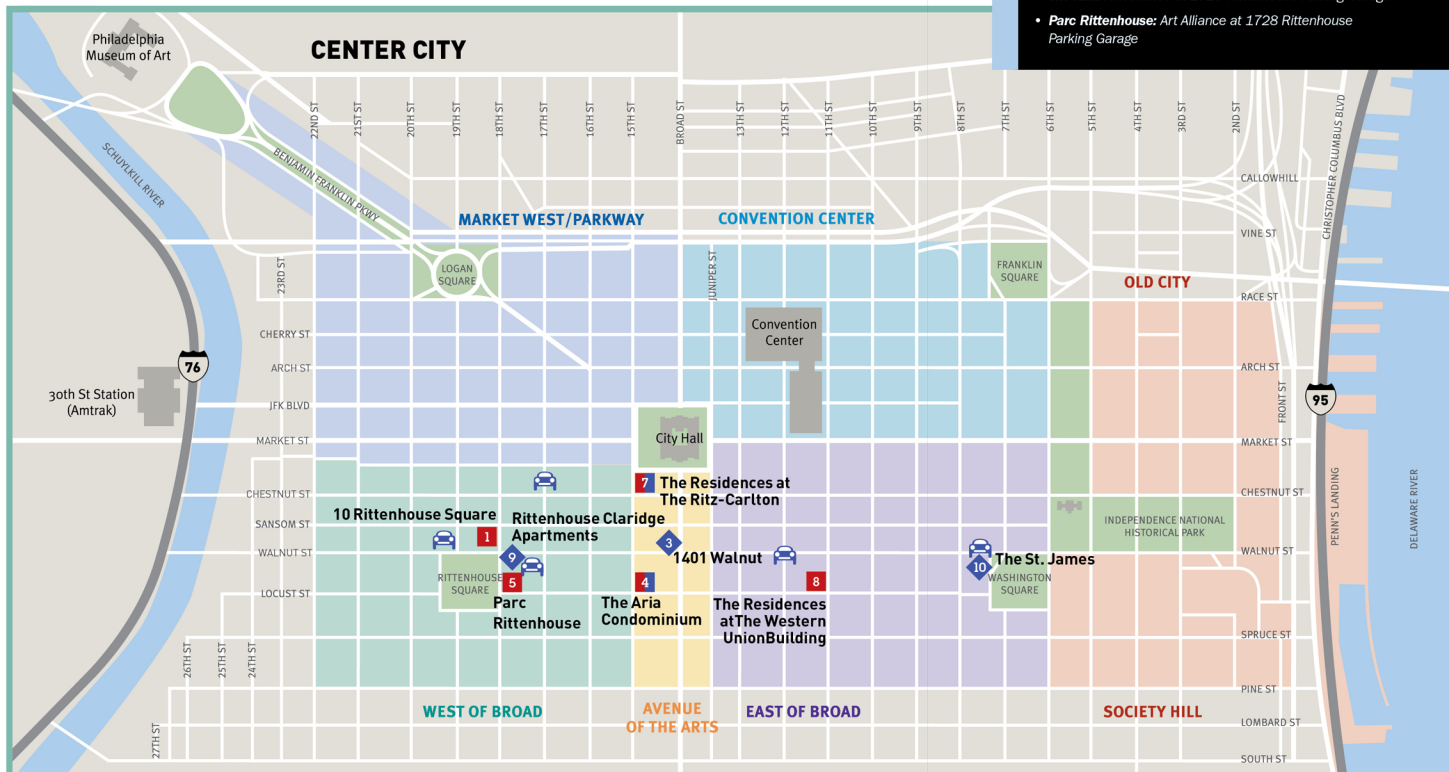 • Parc Rittenhouse: Art Alliance at 1728 Rittenhouse
Parking Garage
CENTER CITY
Philadelphia
Museum of Art
SCHUYLKILL RIVER
BENJAMIN FRANKLIN PKWY
22ND ST
21ST ST
20TH ST
19TH ST
18TH ST
17TH ST
16TH ST
15TH ST
BROAD ST
13TH ST
12TH ST
11TH ST
10TH ST
9TH ST
8TH ST
7TH ST
6TH ST
5TH ST
4TH ST
3RD ST
2ND ST
CHRISTOPHER COLUMBUS BLVD
CALLOWHILL
MARKET WEST/PARKWAY
CONVENTION CENTER
VINE ST
23RD ST
LOGAN
SQUARE
JUNIPER ST
FRANKLIN
SQUARE
OLD CITY
RACE ST
CHERRY ST
Convention
Center
76
ARCH ST
ARCH ST
30th St Station
(Amtrak)
JFK BLVD
FRONT ST
95
MARKET ST
City Hall
MARKET ST
7
The Residences at
The Ritz-Carlton
CHESTNUT ST
CHESTNUT ST
PENN'S LANDING
DELAWARE RIVER
10 Rittenhouse Square
Rittenhouse Claridge
Apartments
SANSOM ST
1
INDEPENDENCE NATIONAL
HISTORICAL PARK
3
1401 Walnut
WALNUT ST
9
The St. James
10
WALNUT ST
RITTENHOUSE
SQUARE
5
4
8
WASHINGTON
SQUARE
LOCUST ST
Parc
Rittenhouse
The Aria
Condominium
The Residences
atThe Western
UnionBuilding
SPRUCE ST
26TH ST
25TH ST
24TH ST
PINE ST
WEST OF BROAD
AVENUE
OF THE ARTS
EAST OF BROAD
SOCIETY HILL
LOMBARD ST
27TH ST
SOUTH ST